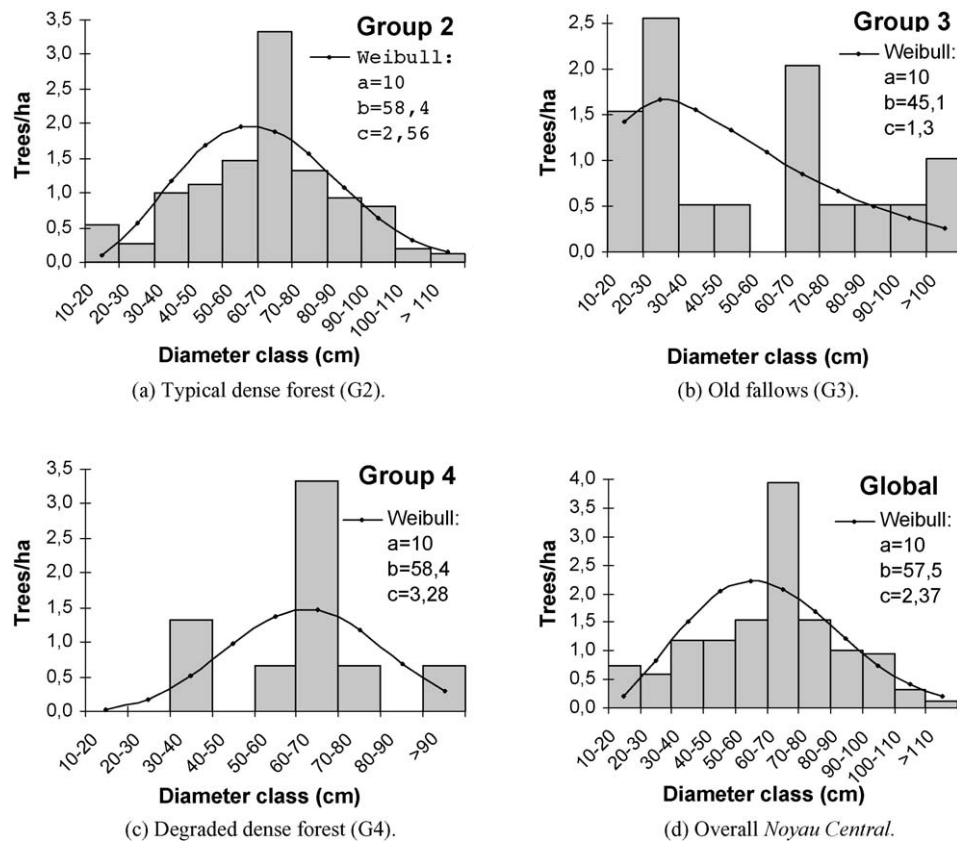 Group 2
Weibull:
a=10
b=58,4
c=2,56
Trees/ha
3,5
3,0
2,5
2,0
1,5
1,0
0,5
0,0
10-20
20-30
30-40
40-50
50-60
60-70
70-80
80-90
90-100
100-110
> 110
Diameter class (cm)
(a) Typical dense forest (G2).
Group 3
Weibull:
a=10
b=45,1
c=1,3
Trees/ha
2,5
2,0
1,5
1,0
0,5
0,0
10-20
20-30
30-40
40-50
50-60
60-70
70-80
80-90
90-100
>100
Diameter class (cm)
(b) Old fallows (G3).
Group 4
Weibull:
a=10
b=58,4
c=3,28
Trees/ha
3,5
3,0
2,5
2,0
1,5
1,0
0,5
0,0
10-20
20-30
30-40
40-50
50-60
60-70
70-80
80-90
>90
Diameter class (cm)
(c) Degraded dense forest (G4).
Global
Weibull:
a=10
b=57,5
c=2,37
Trees/ha
4,0
3,5
3,0
2,5
2,0
1,5
1,0
0,5
0,0
10-20
20-30
30-40
40-50
50-60
60-70
70-80
80-90
90-100
100-110
>110
Diameter class (cm)
(d) Overall Noyau Central.